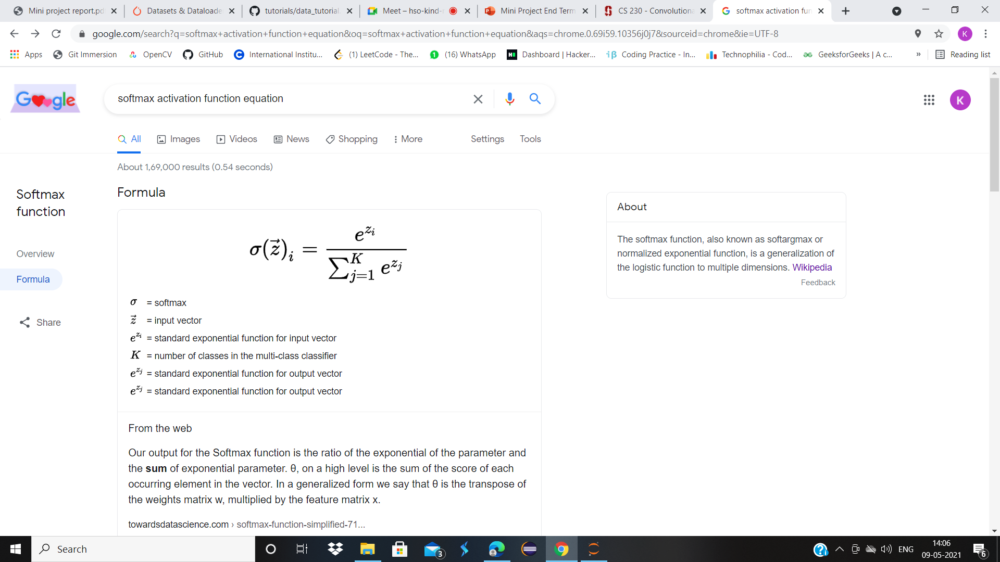 Mini project report.pd
Datasets & Dataloade
tutorials/data_tutorial.
Meet – hso-kind-
Mini Project End Term
CS 230 - Convolutiona
softmax activation fun
google.com/search?q=softmax+activation+function+equation&oq=softmax+activation+function+equation&aqs=chrome.0.69i59.10356j0j7&sourceid=chrome&ie=UTF-8
K
Apps
Git Immersion
OpenCV
GitHub
International Institu...
(1) LeetCode - The...
(16) WhatsApp
Dashboard | Hacker...
Coding Practice - In...
Technophilia - Cod...
GeeksforGeeks | A c...
»
Reading list
Google
softmax activation function equation
K
All
Images
Videos
News
Shopping
More
Settings
Tools
About 1,69,000 results (0.54 seconds)
Softmax
function
Overview
Formula
Share
Formula
σ(z⃗)ᵢ = e^{z_i} / ∑_{j=1}^{K} e^{z_j}
σ = softmax
z⃗ = input vector
e^{z_i} = standard exponential function for input vector
K = number of classes in the multi-class classifier
e^{z_j} = standard exponential function for output vector
e^{z_j} = standard exponential function for output vector
From the web
Our output for the Softmax function is the ratio of the exponential of the parameter and
the sum of exponential parameter. θ, on a high level is the sum of the score of each
occurring element in the vector. In a generalized form we say that θ is the transpose of
the weights matrix w, multiplied by the feature matrix x.
towardsdatascience.com › softmax-function-simplified-71...
About
The softmax function, also known as softargmax or
normalized exponential function, is a generalization of
the logistic function to multiple dimensions. Wikipedia
Feedback
Search
3
ENG
14:06
09-05-2021
6